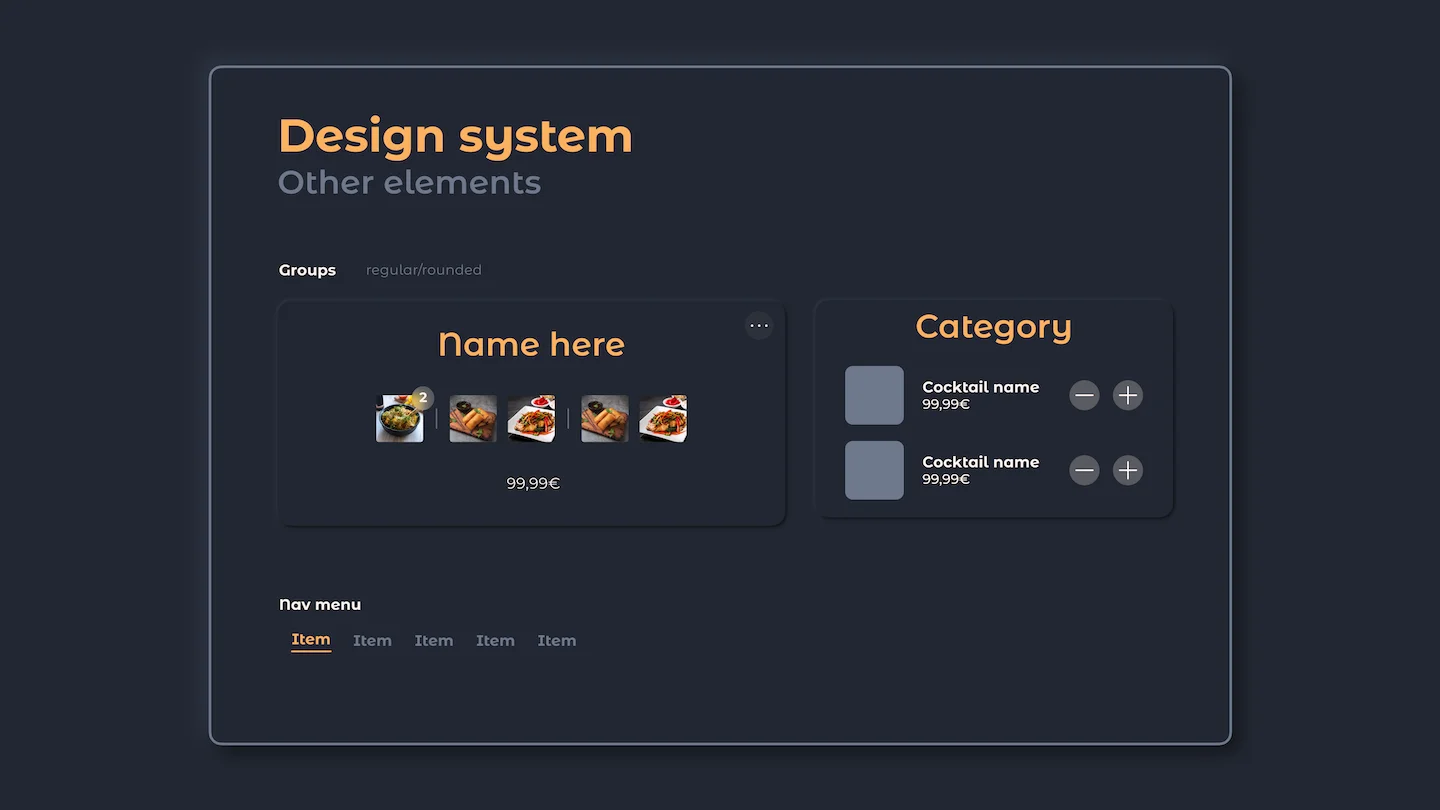 Design system
Other elements
Groups regular/rounded
Name here
2
99,99€
Category
Cocktail name
99,99€
Cocktail name
99,99€
Nav menu
Item Item Item Item Item